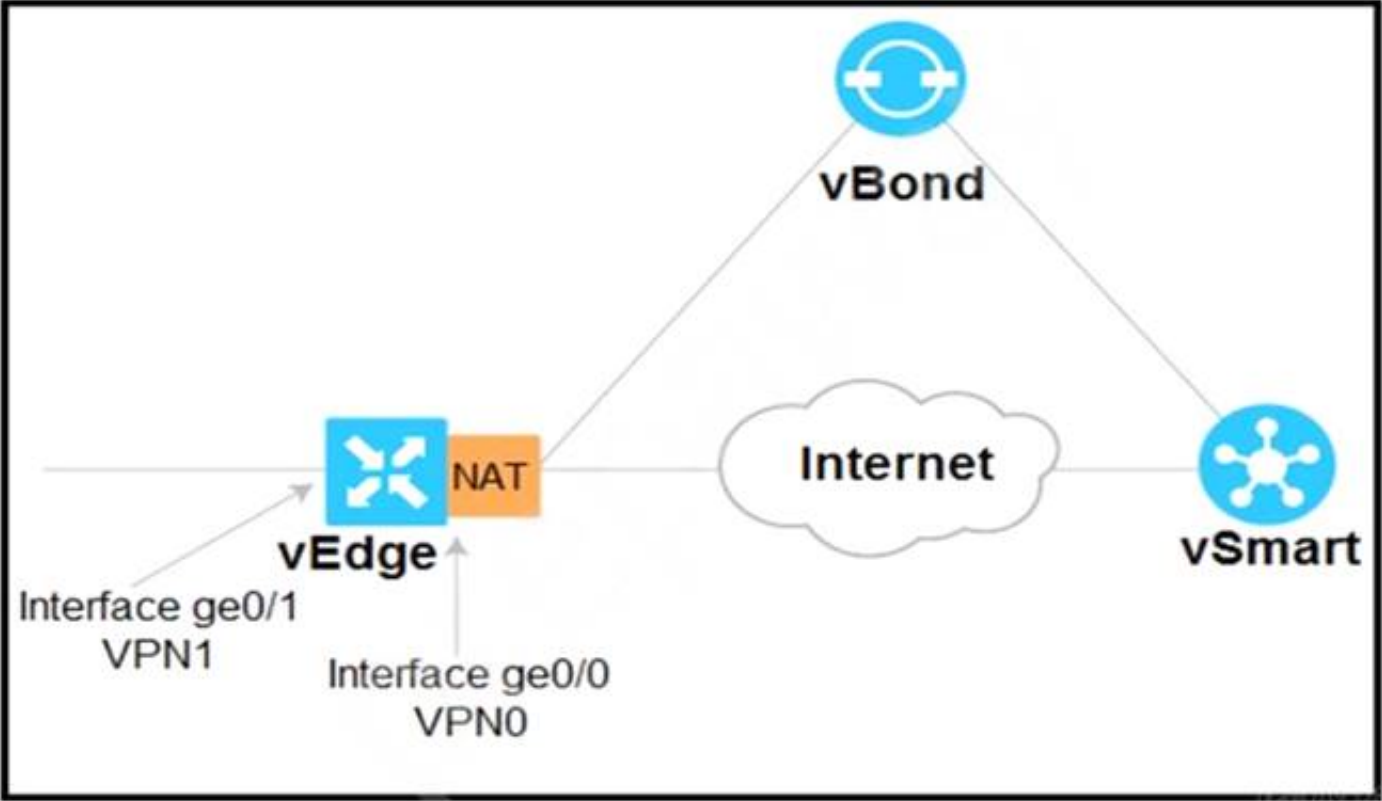 vBond
Internet
NAT
vEdge
vSmart
Interface ge0/1
VPN1
Interface ge0/0
VPN0